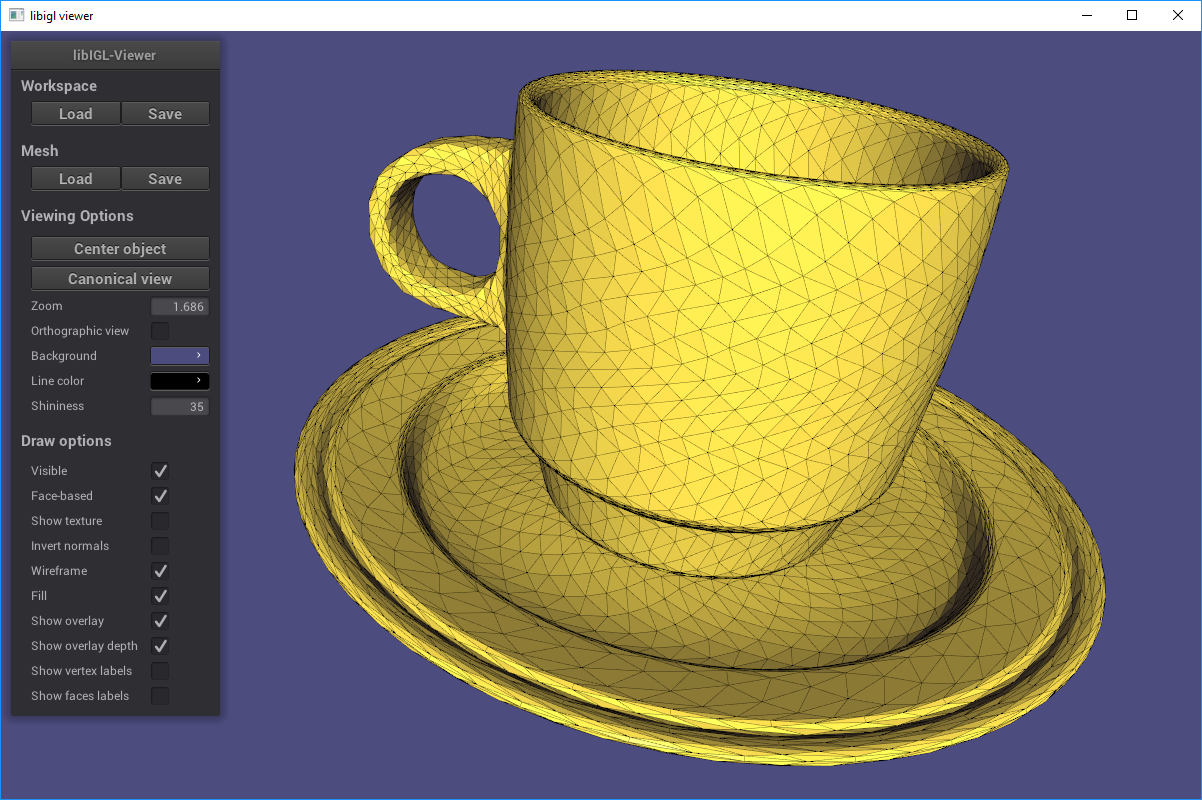 libigl viewer
libIGL-Viewer
Workspace
Load Save
Mesh
Load Save
Viewing Options
Center object
Canonical view
Zoom 1.686
Orthographic view
Background
Line color
Shininess 35
Draw options
Visible
Face-based
Show texture
Invert normals
Wireframe
Fill
Show overlay
Show overlay depth
Show vertex labels
Show faces labels